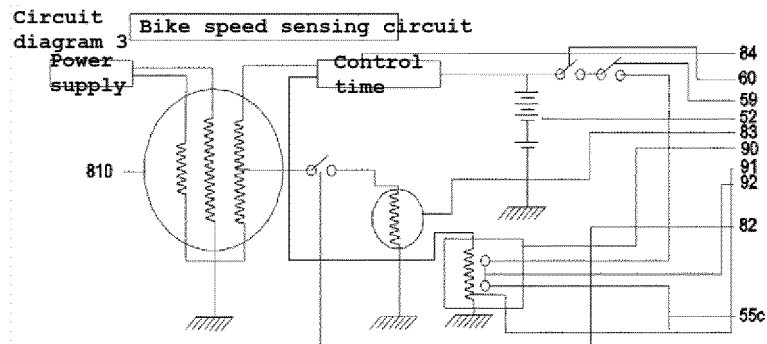 Circuit
diagram 3
Bike speed sensing circuit
Power
supply
Control
time
84
60
59
52
83
90
91
92
82
55c
810